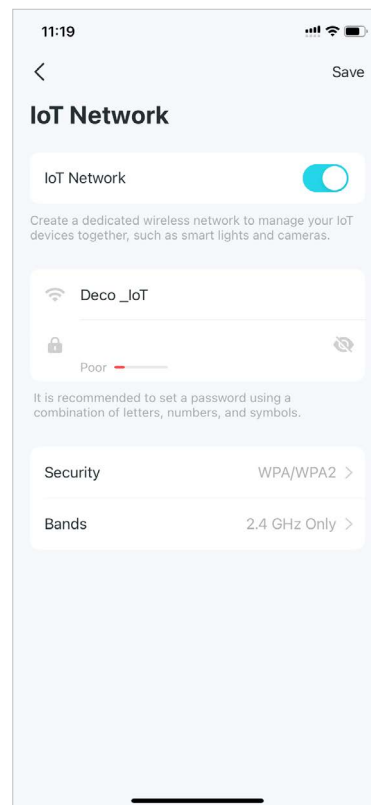 11:19
Save
IoT Network
IoT Network
Create a dedicated wireless network to manage your IoT
devices together, such as smart lights and cameras.
Deco _IoT
Poor
It is recommended to set a password using a
combination of letters, numbers, and symbols.
Security WPA/WPA2 >
Bands 2.4 GHz Only >